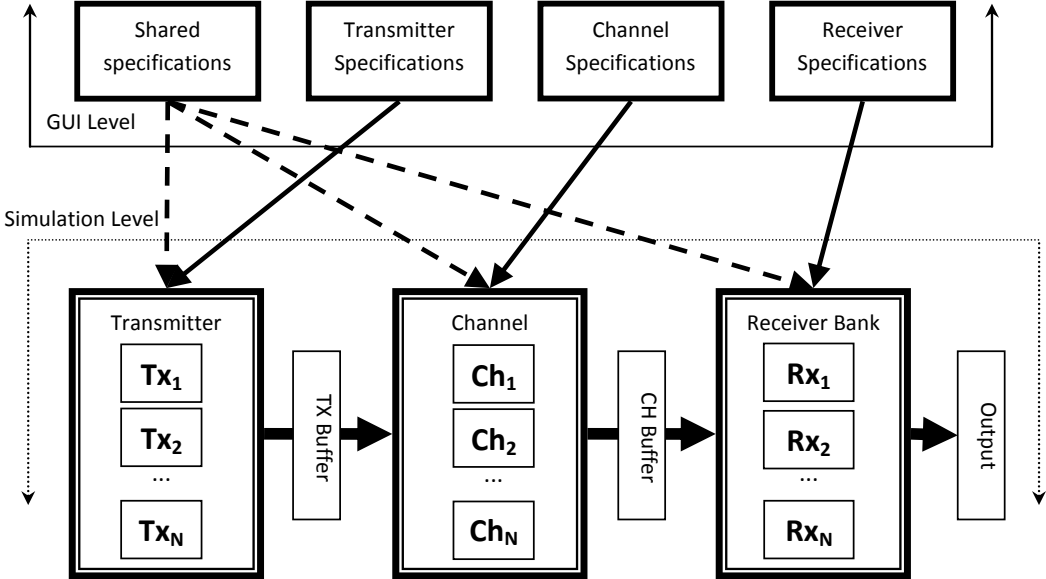 Shared
specifications
Transmitter
Specifications
Channel
Specifications
Receiver
Specifications
GUI Level
Simulation Level
Transmitter
Tx1
Tx2
...
TxN
TX Buffer
Channel
Ch1
Ch2
...
ChN
CH Buffer
Receiver Bank
Rx1
Rx2
...
RxN
Output